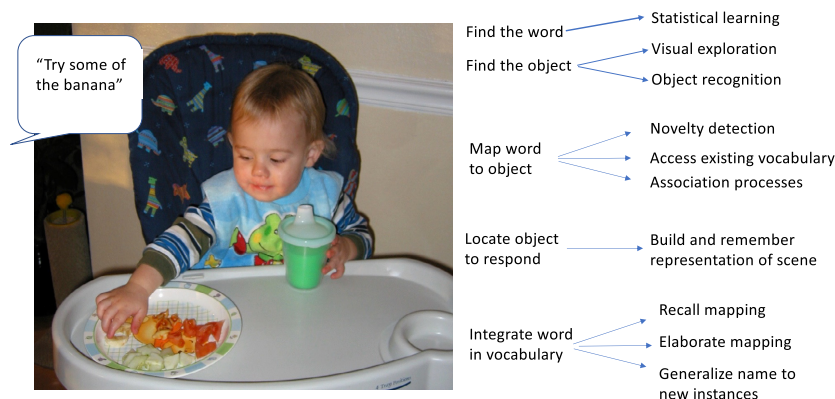 “Try some of
the banana”
Find the word
Statistical learning
Find the object
Visual exploration
Object recognition
Map word
to object
Novelty detection
Access existing vocabulary
Association processes
Locate object
to respond
Build and remember
representation of scene
Integrate word
in vocabulary
Recall mapping
Elaborate mapping
Generalize name to
new instances